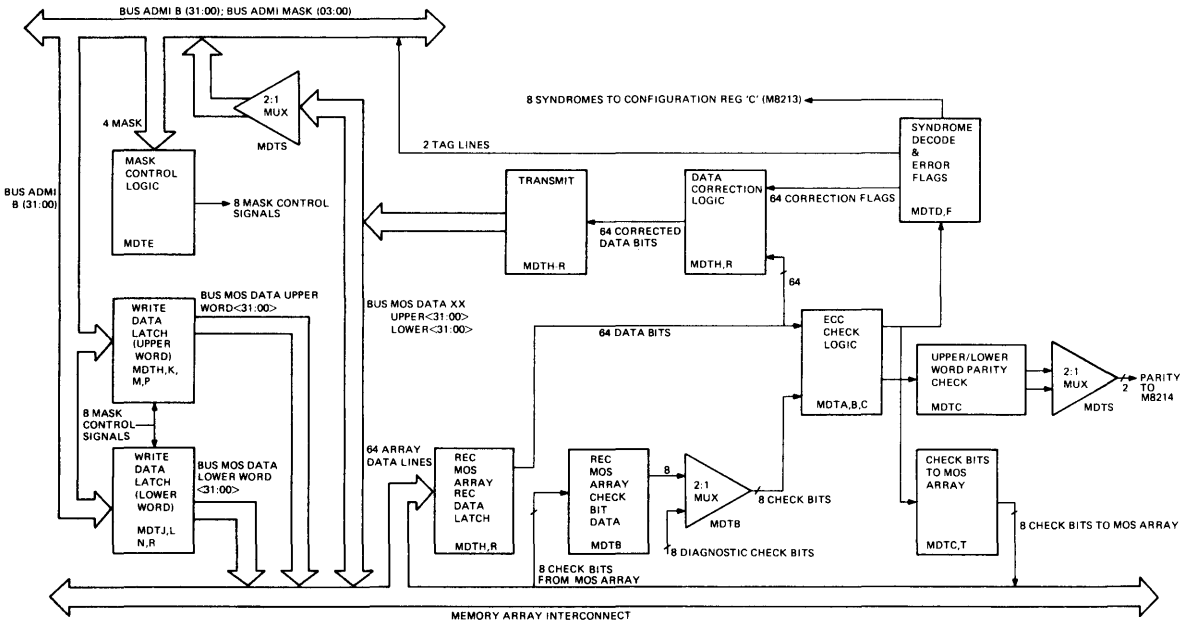 BUS ADMI B (31:00); BUS ADMI MASK (03:00)
2:1
MUX
MDTS
8 SYNDROMES TO CONFIGURATION REG 'C' (M8213)
4 MASK
2 TAG LINES
SYNDROME
DECODE
&
ERROR
FLAGS
MDTD,F
BUS ADMI
B (31:00)
MASK
CONTROL
LOGIC
MDTE
8 MASK CONTROL
SIGNALS
TRANSMIT
MDTH-R
64 CORRECTED
DATA BITS
DATA
CORRECTION
LOGIC
MDTH,R
64 CORRECTION FLAGS
64
WRITE
DATA
LATCH
(UPPER
WORD)
MDTH,K,
M,P
BUS MOS DATA UPPER
WORD<31:00>
BUS MOS DATA XX
UPPER<31:00>
LOWER<31:00>
64 DATA BITS
ECC
CHECK
LOGIC
MDTA,B,C
UPPER/LOWER
WORD PARITY
CHECK
MDTC
2:1
MUX
MDTS
2
PARITY
TO
M8214
8 MASK
CONTROL
SIGNALS
WRITE
DATA
LATCH
(LOWER
WORD)
MDTJ,L
N,R
BUS MOS DATA
LOWER WORD
<31:00>
64 ARRAY
DATA LINES
REC
MOS
ARRAY
REC
DATA
LATCH
MDTH,R
REC
MOS
ARRAY
CHECK
BIT
DATA
MDTB
8
2:1
MUX
MDTB
8 CHECK BITS
8 DIAGNOSTIC CHECK BITS
CHECK BITS
TO MOS
ARRAY
MDTC,T
8 CHECK BITS TO MOS ARRAY
8 CHECK BITS
FROM MOS ARRAY
MEMORY ARRAY INTERCONNECT